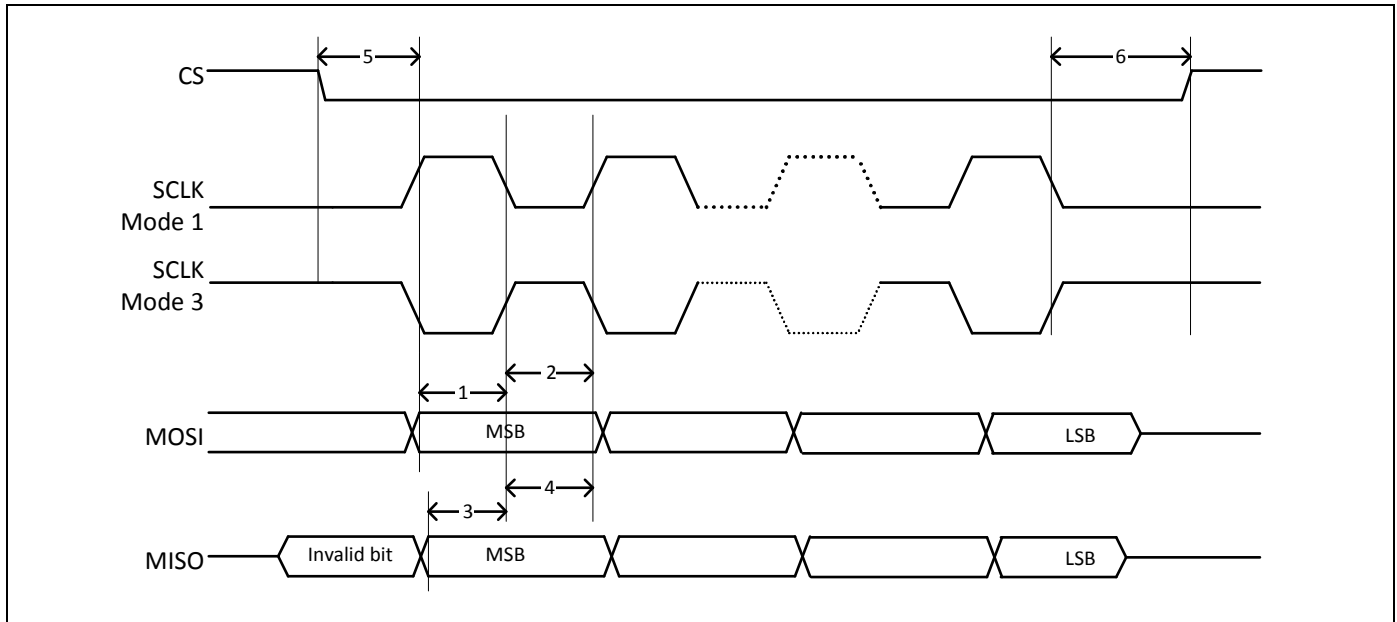 5
6
CS
SCLK
Mode 1
SCLK
Mode 3
2
1
MOSI
MSB
LSB
4
3
MISO
Invalid bit
MSB
LSB